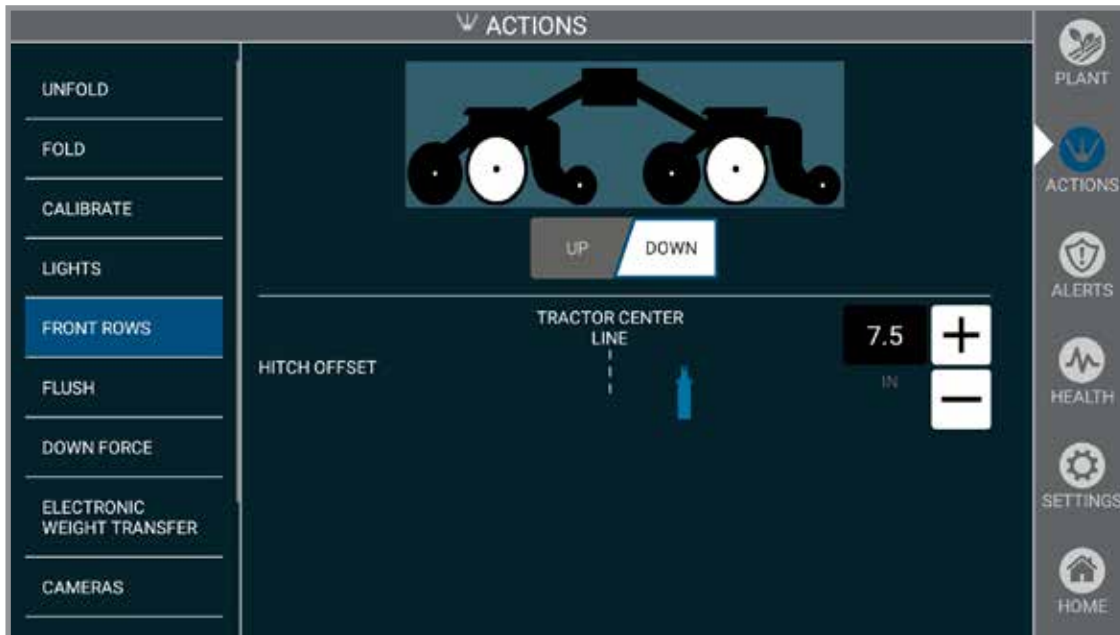 ACTIONS
UNFOLD
FOLD
CALIBRATE
LIGHTS
FRONT ROWS
FLUSH
DOWN FORCE
ELECTRONIC
WEIGHT TRANSFER
CAMERAS
UP
DOWN
TRACTOR CENTER
LINE
HITCH OFFSET
7.5
IN
PLANT
ACTIONS
ALERTS
HEALTH
SETTINGS
HOME